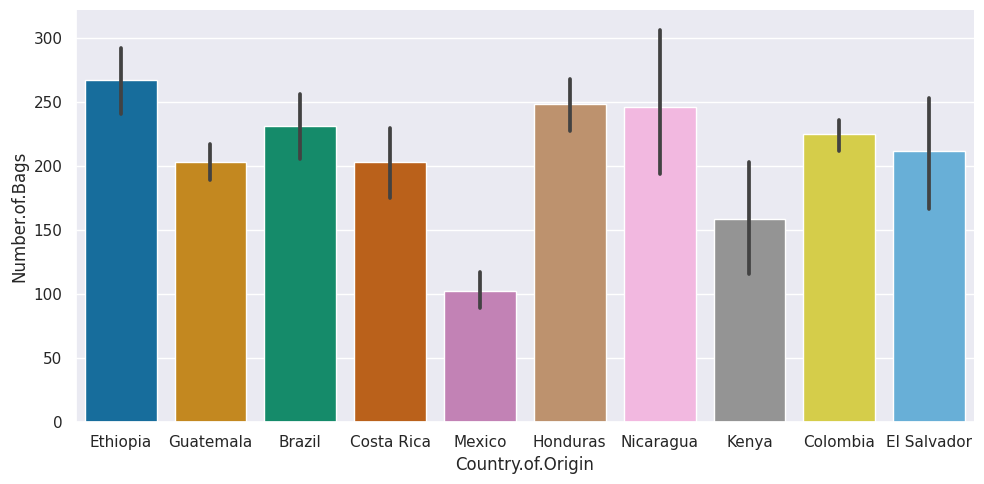 300
250
200
150
100
50
0
Number.of.Bags
Ethiopia Guatemala Brazil Costa Rica Mexico Honduras Nicaragua Kenya Colombia El Salvador
Country.of.Origin